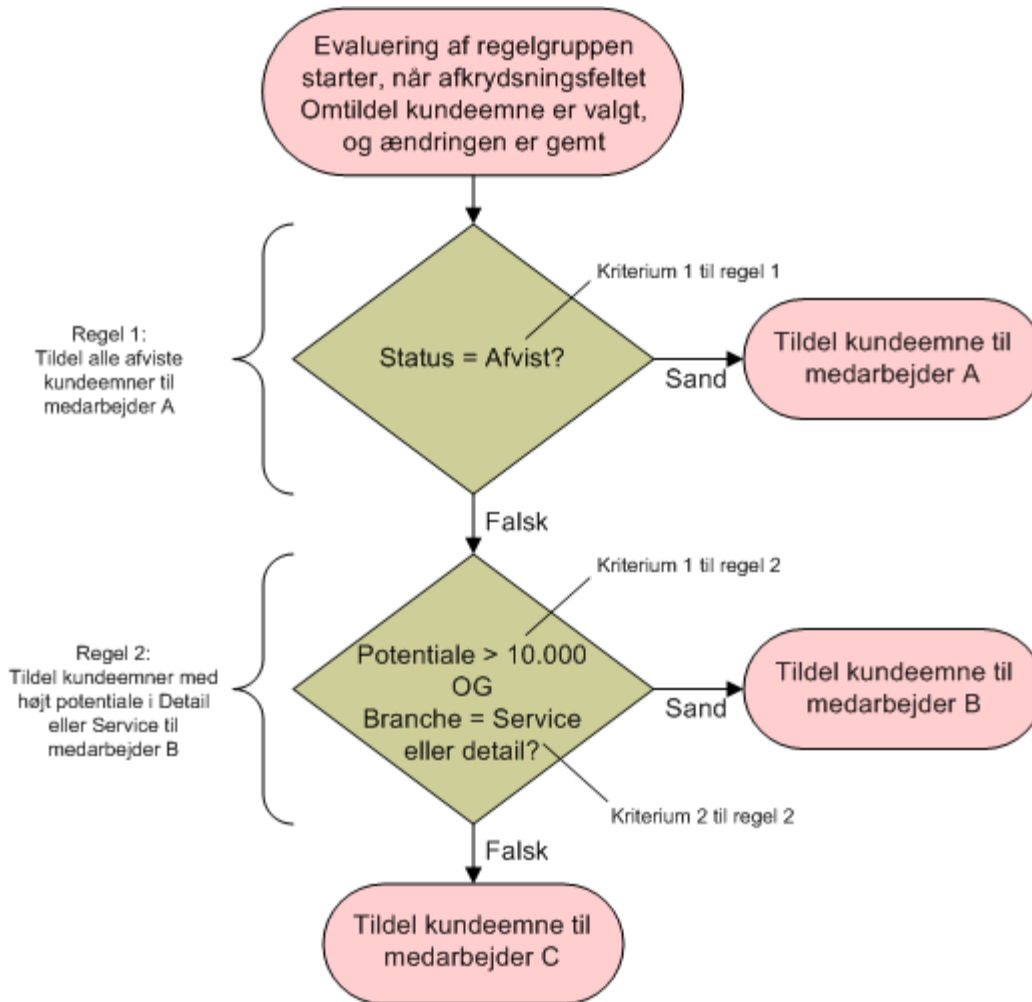 Evaluering af regelgruppen
starter, når afkrydsningsfeltet
Omtildel kundeemne er valgt,
og ændringen er gemt
Kriterium 1 til regel 1
Regel 1:
Tildel alle afviste
kundeemner til
medarbejder A
Status = Afvist?
Sand
Tildel kundeemne til
medarbejder A
Falsk
Kriterium 1 til regel 2
Regel 2:
Tildel kundeemner med
højt potentiale i Detail
eller Service til
medarbejder B
Potentiale > 10.000
OG
Branche = Service
eller detail?
Sand
Tildel kundeemne til
medarbejder B
Kriterium 2 til regel 2
Falsk
Tildel kundeemne til
medarbejder C